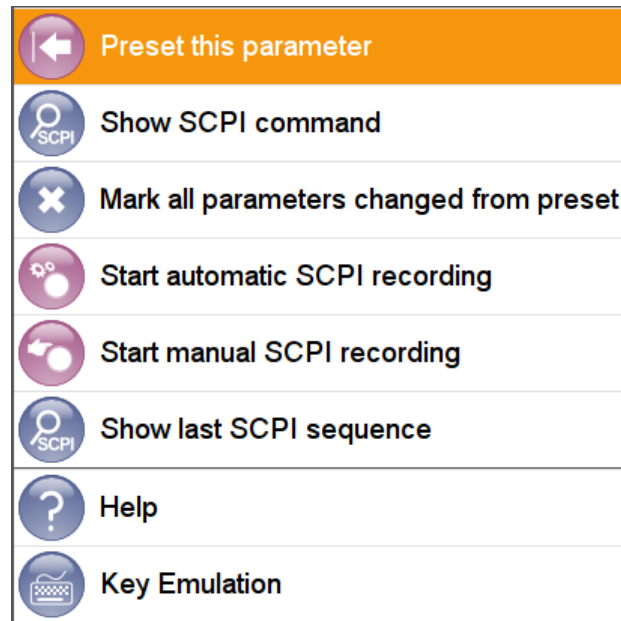 Preset this parameter
SCPI
Show SCPI command
Mark all parameters changed from preset
Start automatic SCPI recording
Start manual SCPI recording
SCPI
Show last SCPI sequence
?
Help
Key Emulation